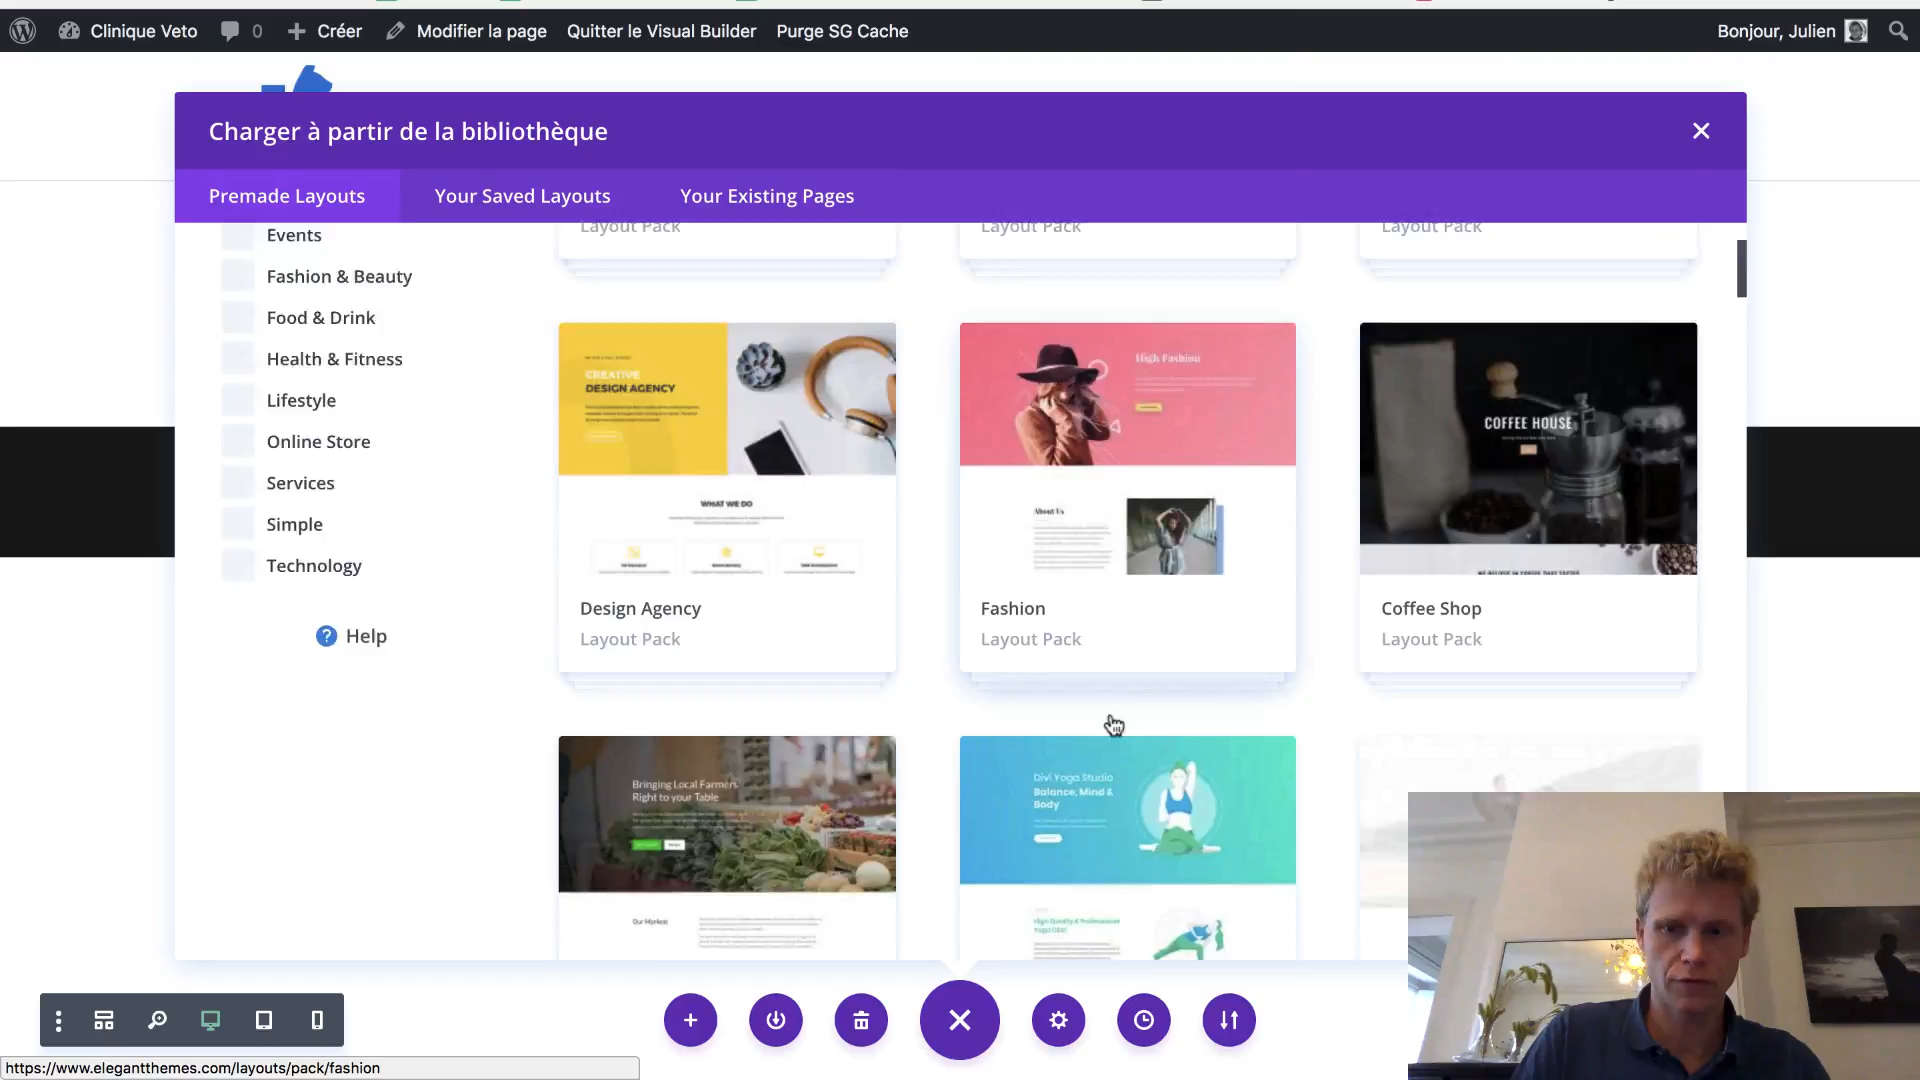 Clinique Veto 0 Créer Modifier la page Quitter le Visual Builder Purge SG Cache Bonjour, Julien
Charger à partir de la bibliothèque
Premade Layouts Your Saved Layouts Your Existing Pages
Layout Pack Layout Pack Layout Pack
Events
Fashion & Beauty
Food & Drink
Health & Fitness
Lifestyle
Online Store
Services
Simple
Technology
? Help
CREATIVE
DESIGN AGENCY
WHAT WE DO
Design Agency
Layout Pack
High Fashion
About Us
Fashion
Layout Pack
COFFEE HOUSE
Coffee Shop
Layout Pack
Bringing Local Farmers
Right to your Table
Our Markets
Divi Yoga Studio
Balance, Mind &
Body
https://www.elegantthemes.com/layouts/pack/fashion